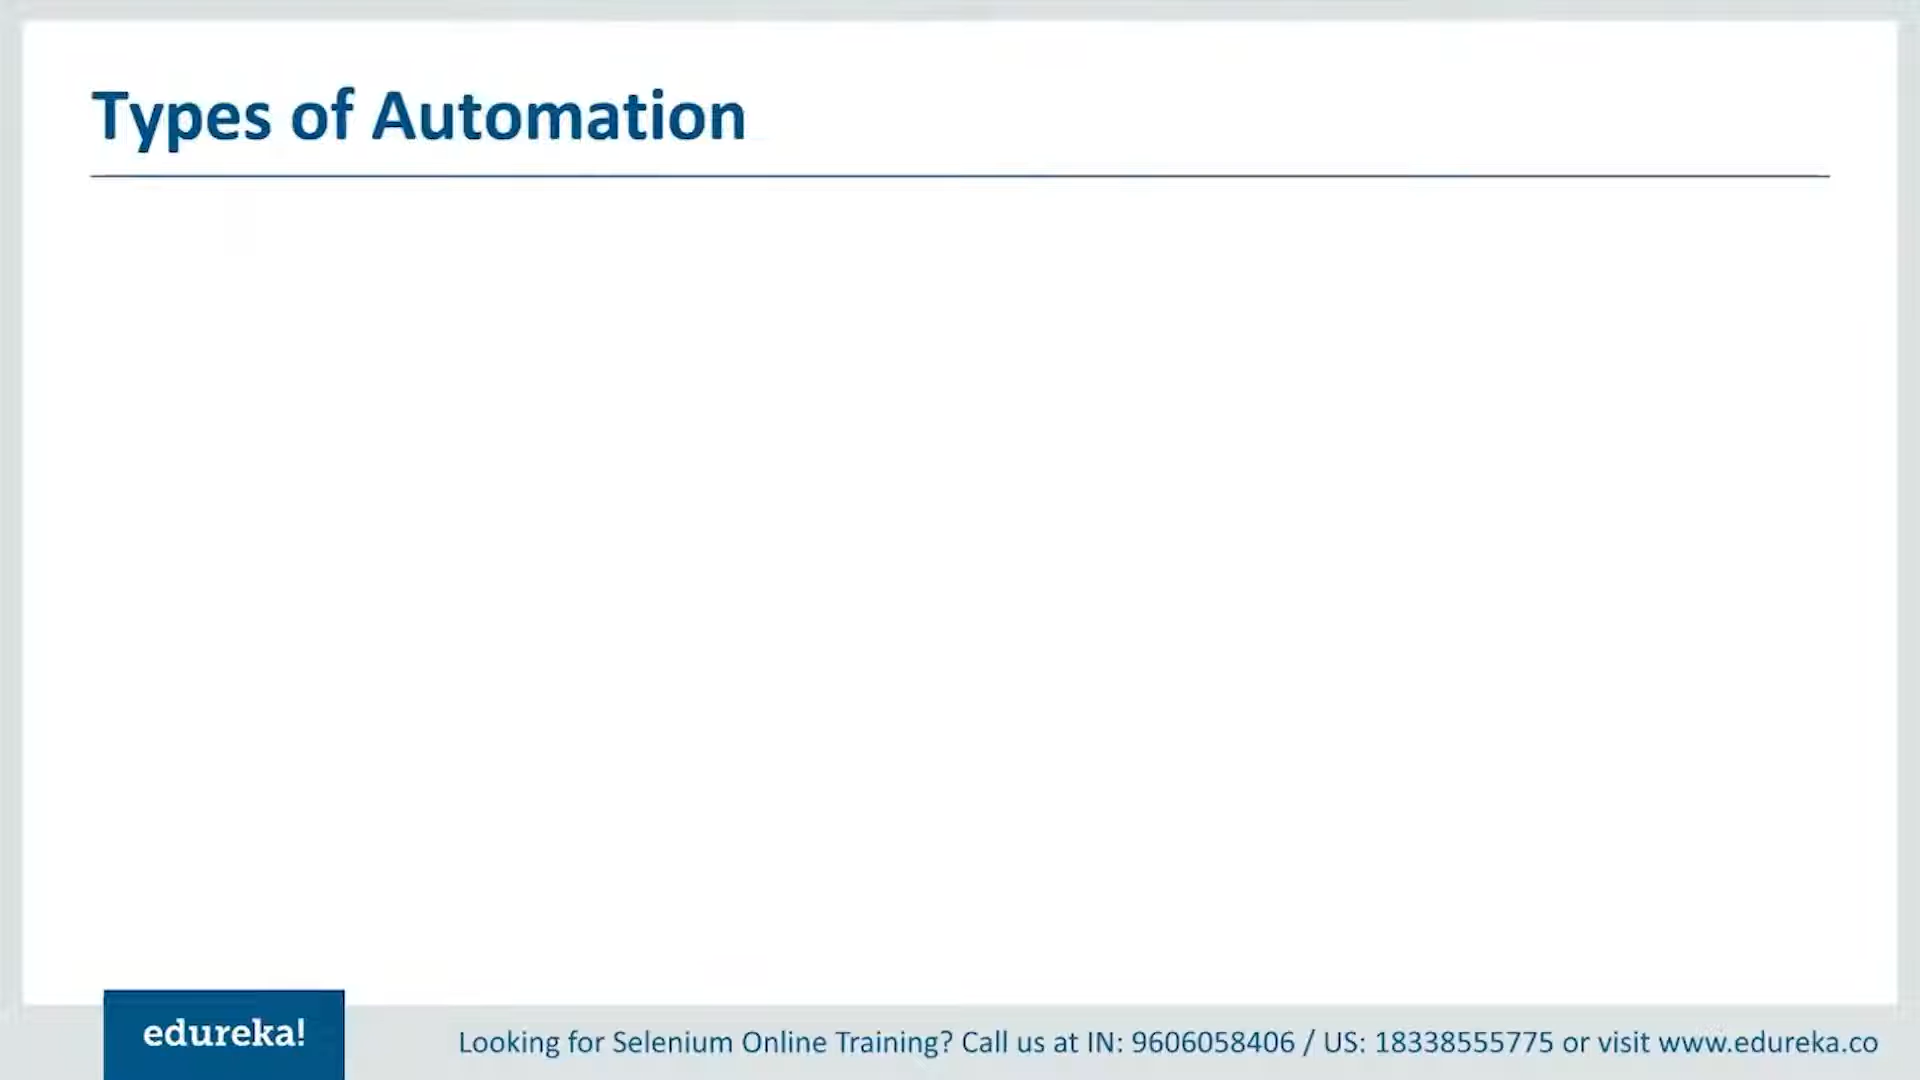 Types of Automation
edureka!
Looking for Selenium Online Training? Call us at IN: 9606058406 / US: 18338555775 or visit www.edureka.co